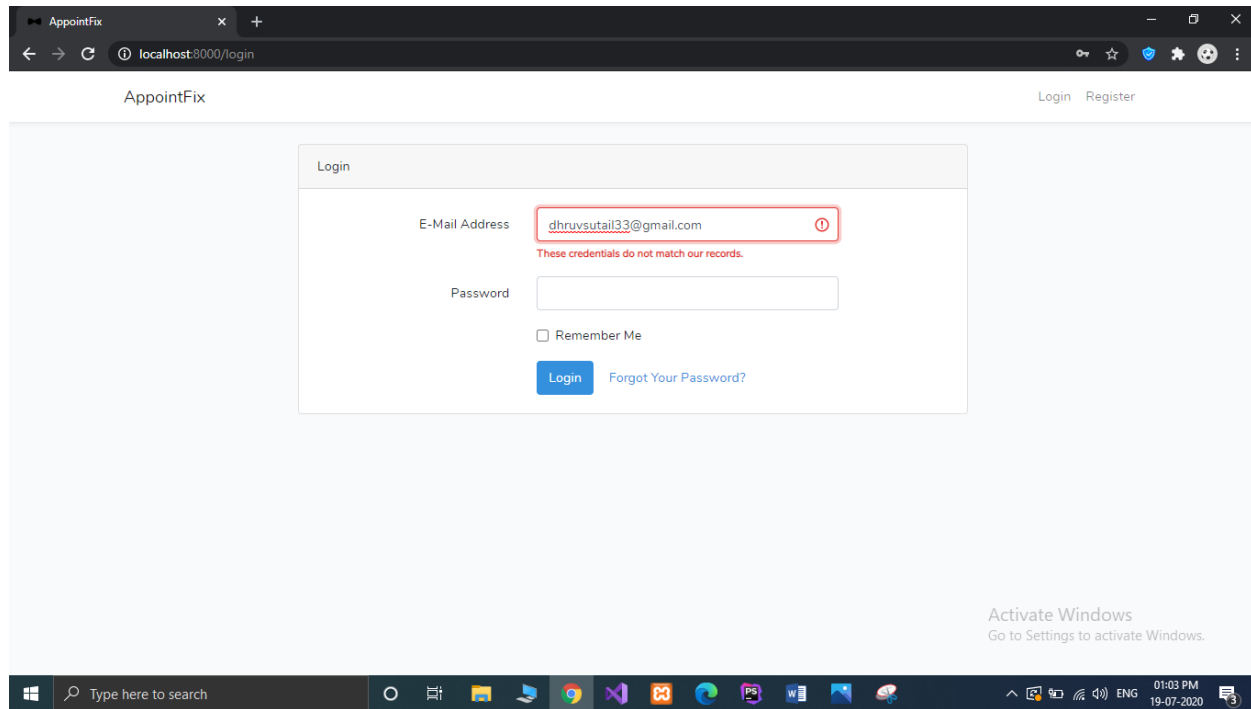 AppointFix
localhost:8000/login
AppointFix Login Register
Login
E-Mail Address dhruvsutail33@gmail.com
These credentials do not match our records.
Password
Remember Me
Login Forgot Your Password?
Activate Windows
Go to Settings to activate Windows.
Type here to search PS W ENG 01:03 PM
19-07-2020 3